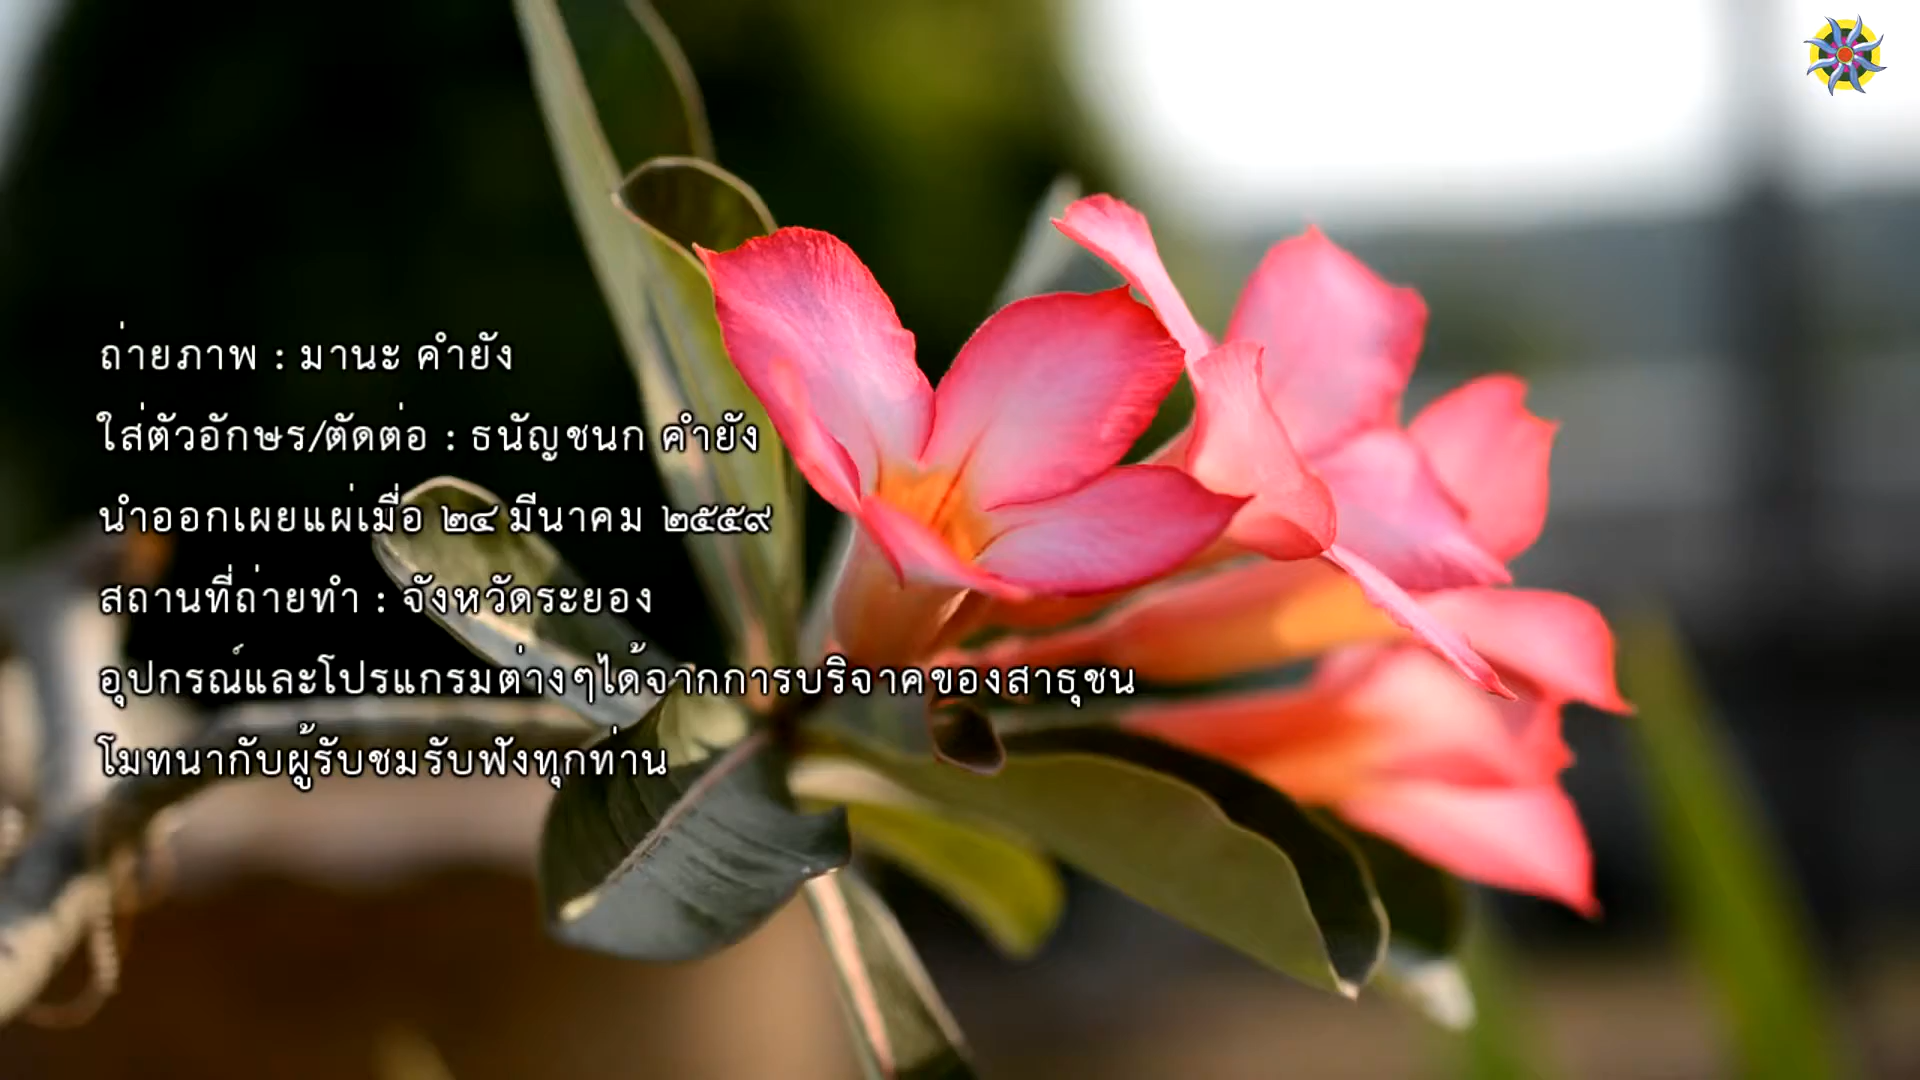 ถ่ายภาพ : มานะ คำยัง
ใส่ตัวอักษร/ตัดต่อ : ธนัญชนก คำยัง
นำออกเผยแผ่เมื่อ ๒๔ มีนาคม ๒๕๕๙
สถานที่ถ่ายทำ : จังหวัดระยอง
อุปกรณ์และโปรแกรมต่างๆได้จากการบริจาคของสาธุชน
โมทนากับผู้รับชมรับฟังทุกท่าน